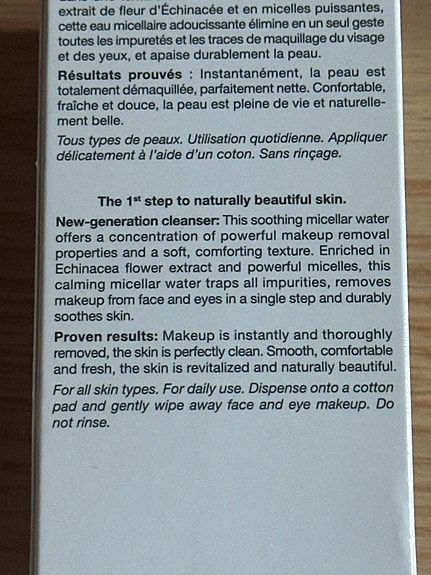 extrait de fleur d'Échinacée et en micelles puissantes,
cette eau micellaire adoucissante élimine en un seul geste
toutes les impuretés et les traces de maquillage du visage
et des yeux, et apaise durablement la peau.
Résultats prouvés : Instantanément, la peau est
totalement démaquillée, parfaitement nette. Confortable,
fraîche et douce, la peau est pleine de vie et naturelle-
ment belle.
Tous types de peaux. Utilisation quotidienne. Appliquer
délicatement à l'aide d'un coton. Sans rinçage.
The 1st step to naturally beautiful skin.
New-generation cleanser: This soothing micellar water
offers a concentration of powerful makeup removal
properties and a soft, comforting texture. Enriched in
Echinacea flower extract and powerful micelles, this
calming micellar water traps all impurities, removes
makeup from face and eyes in a single step and durably
soothes skin.
Proven results: Makeup is instantly and thoroughly
removed, the skin is perfectly clean. Smooth, comfortable
and fresh, the skin is revitalized and naturally beautiful.
For all skin types. For daily use. Dispense onto a cotton
pad and gently wipe away face and eye makeup. Do
not rinse.